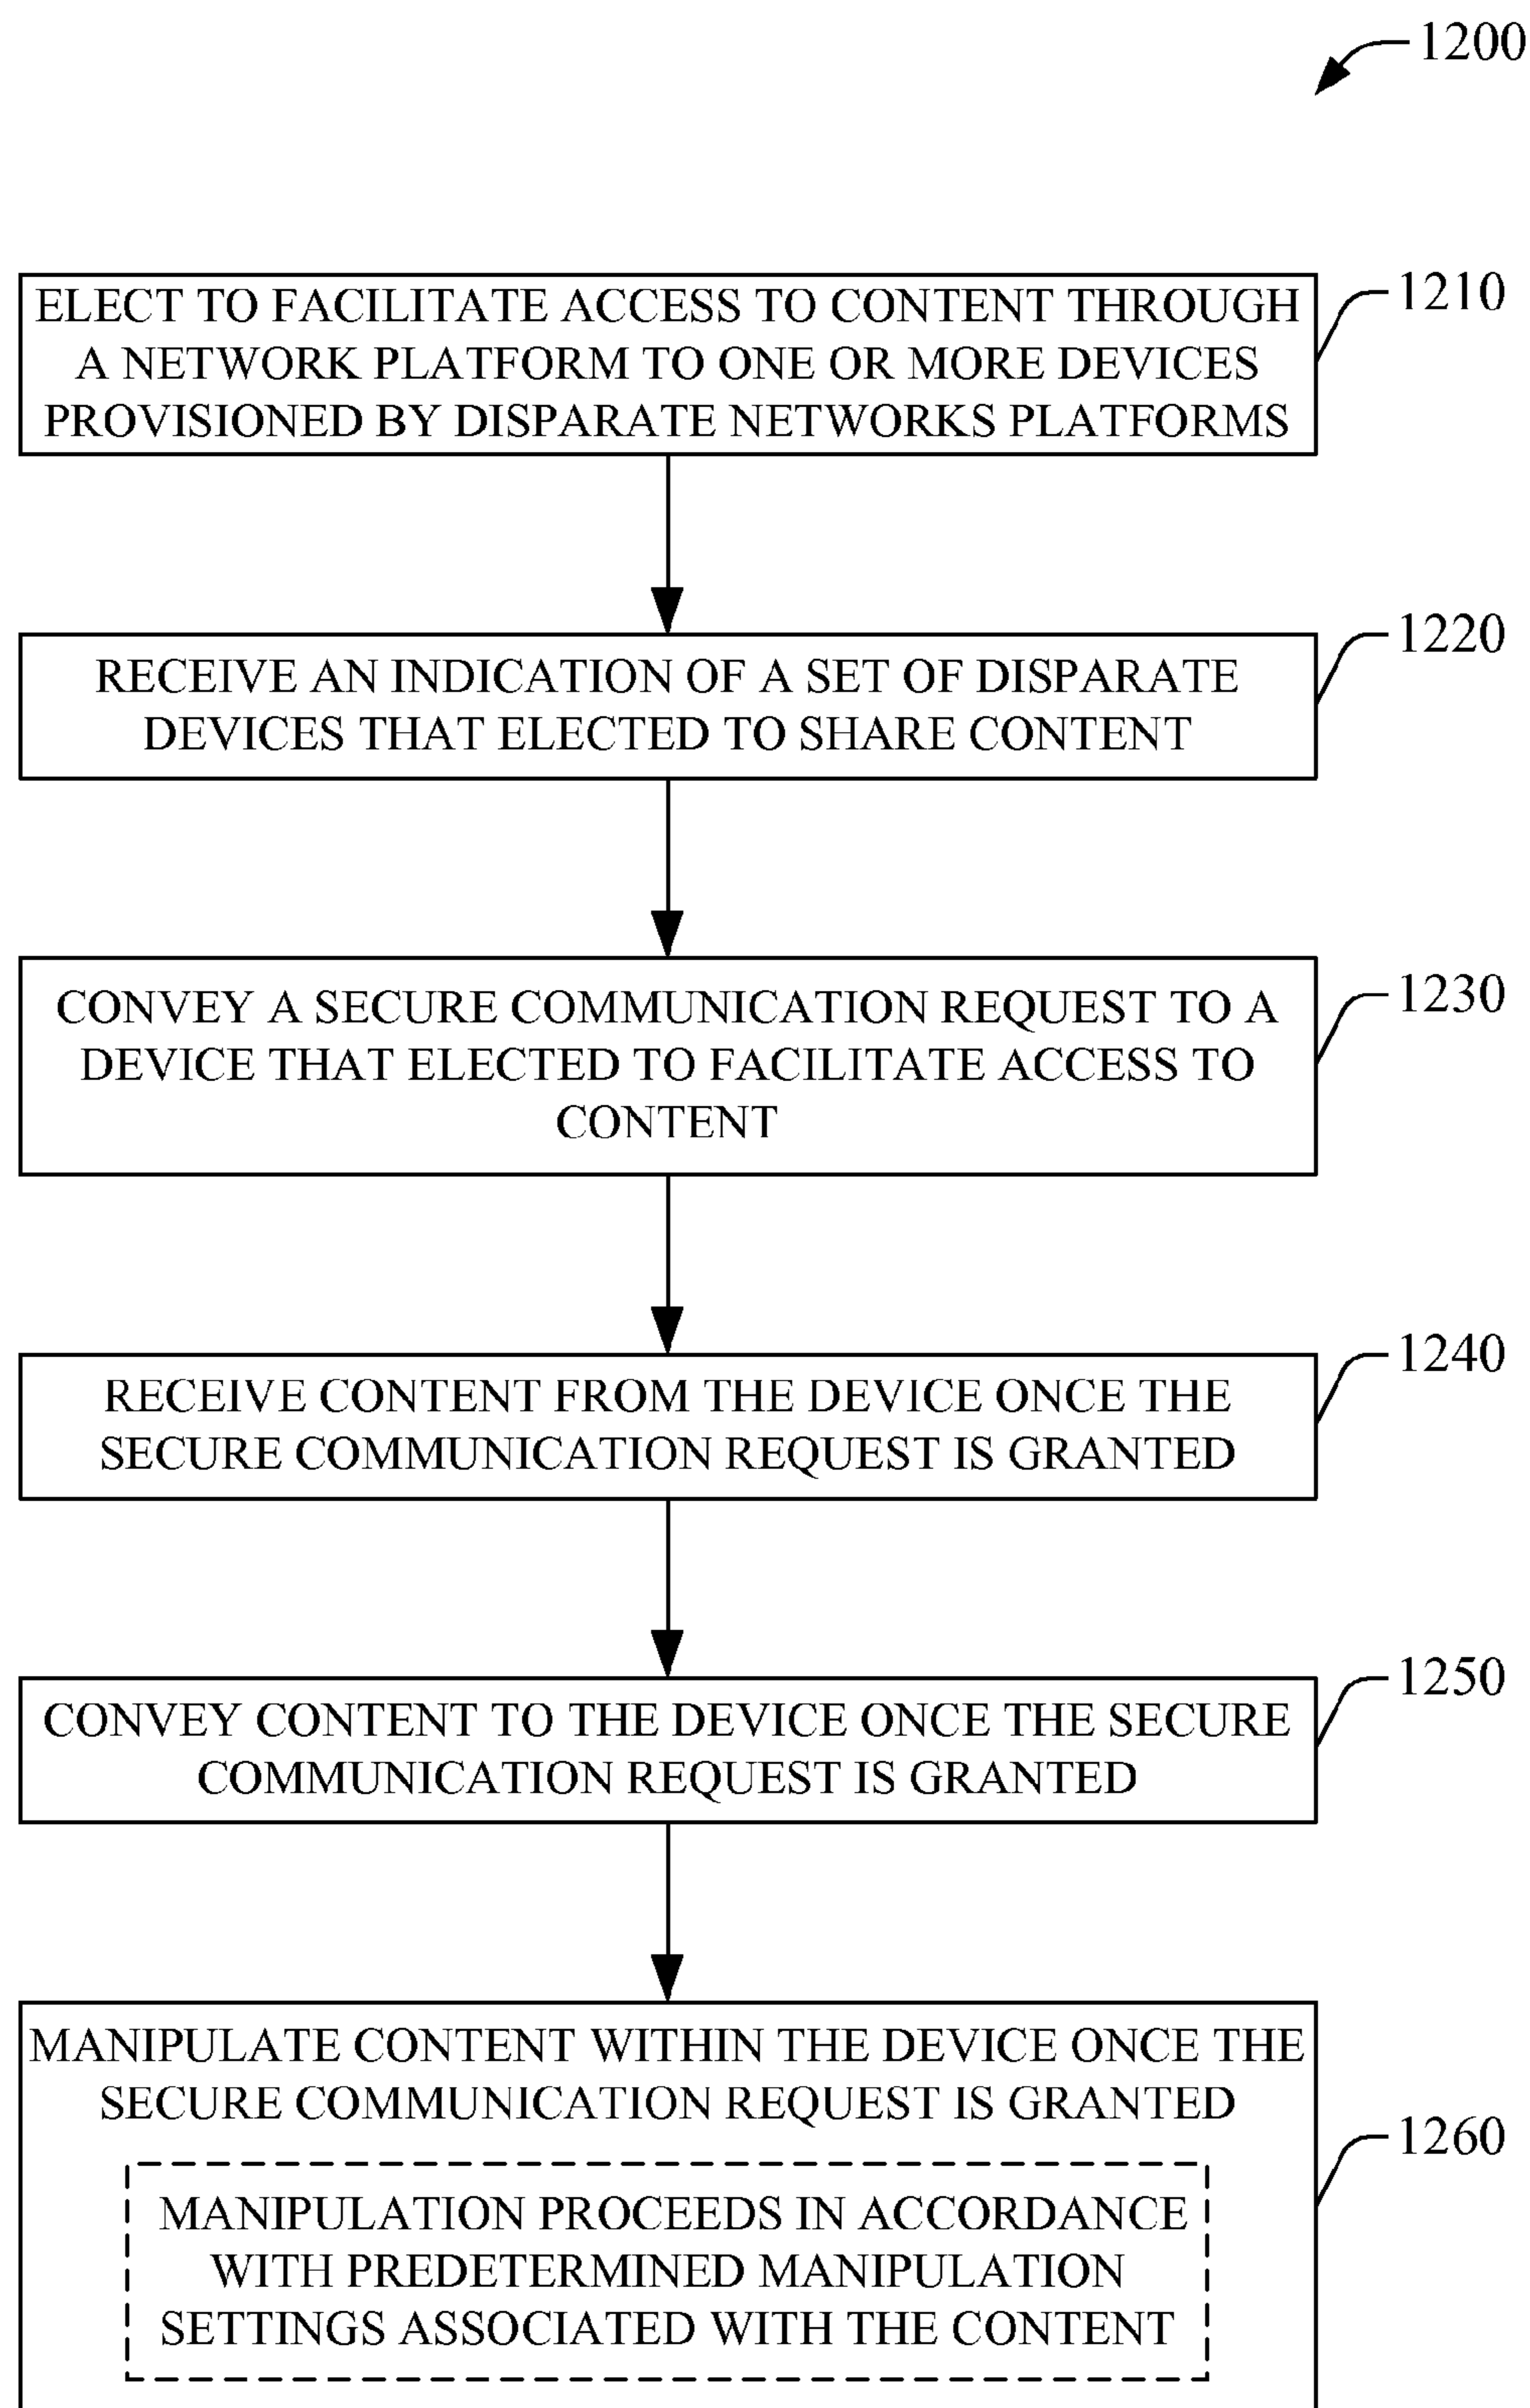 1200
ELECT TO FACILITATE ACCESS TO CONTENT THROUGH
A NETWORK PLATFORM TO ONE OR MORE DEVICES
PROVISIONED BY DISPARATE NETWORKS PLATFORMS
1210
RECEIVE AN INDICATION OF A SET OF DISPARATE
DEVICES THAT ELECTED TO SHARE CONTENT
1220
CONVEY A SECURE COMMUNICATION REQUEST TO A
DEVICE THAT ELECTED TO FACILITATE ACCESS TO
CONTENT
1230
RECEIVE CONTENT FROM THE DEVICE ONCE THE
SECURE COMMUNICATION REQUEST IS GRANTED
1240
CONVEY CONTENT TO THE DEVICE ONCE THE SECURE
COMMUNICATION REQUEST IS GRANTED
1250
MANIPULATE CONTENT WITHIN THE DEVICE ONCE THE
SECURE COMMUNICATION REQUEST IS GRANTED
1260
MANIPULATION PROCEEDS IN ACCORDANCE
WITH PREDETERMINED MANIPULATION
SETTINGS ASSOCIATED WITH THE CONTENT